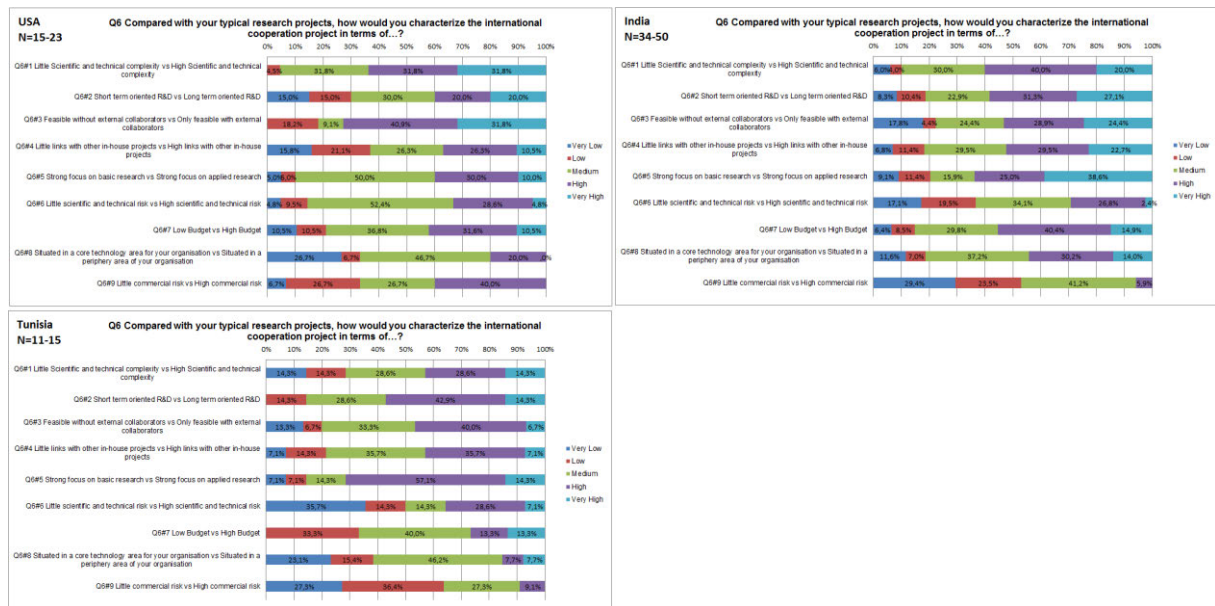 USA
N=15-23
Q6 Compared with your typical research projects, how would you characterize the international
cooperation project in terms of…?
0% 10% 20% 30% 40% 50% 60% 70% 80% 90% 100%
Q6#1 Little Scientific and technical complexity vs High Scientific and technical
complexity
4,5% 31,8% 31,8% 31,8%
Q6#2 Short term oriented R&D vs Long term oriented R&D
15,0% 15,0% 30,0% 20,0% 20,0%
Q6#3 Feasible without external collaborators vs Only feasible with external
collaborators
18,2% 9,1% 40,9% 31,8%
Q6#4 Little links with other in-house projects vs High links with other in-house
projects
15,8% 21,1% 26,3% 26,3% 10,5%
Q6#5 Strong focus on basic research vs Strong focus on applied research
5,0% 5,0% 50,0% 30,0% 10,0%
Q6#6 Little scientific and technical risk vs High scientific and technical risk
4,8% 9,5% 52,4% 28,6% 4,8%
Q6#7 Low Budget vs High Budget
10,5% 10,5% 36,8% 31,6% 10,5%
Q6#8 Situated in a core technology area for your organisation vs Situated in a
periphery area of your organisation
26,7% 6,7% 46,7% 20,0% ,0%
Q6#9 Little commercial risk vs High commercial risk
6,7% 26,7% 26,7% 40,0%
Very Low
Low
Medium
High
Very High
India
N=34-50
Q6 Compared with your typical research projects, how would you characterize the international
cooperation project in terms of…?
0% 10% 20% 30% 40% 50% 60% 70% 80% 90% 100%
Q6#1 Little Scientific and technical complexity vs High Scientific and technical
complexity
6,0% 4,0% 30,0% 40,0% 20,0%
Q6#2 Short term oriented R&D vs Long term oriented R&D
8,3% 10,4% 22,9% 31,3% 27,1%
Q6#3 Feasible without external collaborators vs Only feasible with external
collaborators
17,8% 4,4% 24,4% 28,9% 24,4%
Q6#4 Little links with other in-house projects vs High links with other in-house
projects
6,8% 11,4% 29,5% 29,5% 22,7%
Q6#5 Strong focus on basic research vs Strong focus on applied research
9,1% 11,4% 15,9% 25,0% 38,6%
Q6#6 Little scientific and technical risk vs High scientific and technical risk
17,1% 19,5% 34,1% 26,8% 2,4%
Q6#7 Low Budget vs High Budget
6,4% 8,5% 29,8% 40,4% 14,9%
Q6#8 Situated in a core technology area for your organisation vs Situated in a
periphery area of your organisation
11,6% 7,0% 37,2% 30,2% 14,0%
Q6#9 Little commercial risk vs High commercial risk
29,4% 23,5% 41,2% 5,9%
Very Low
Low
Medium
High
Very High
Tunisia
N=11-15
Q6 Compared with your typical research projects, how would you characterize the international
cooperation project in terms of…?
0% 10% 20% 30% 40% 50% 60% 70% 80% 90% 100%
Q6#1 Little Scientific and technical complexity vs High Scientific and technical
complexity
14,3% 14,3% 28,6% 28,6% 14,3%
Q6#2 Short term oriented R&D vs Long term oriented R&D
14,3% 28,6% 42,9% 14,3%
Q6#3 Feasible without external collaborators vs Only feasible with external
collaborators
13,3% 6,7% 33,3% 40,0% 6,7%
Q6#4 Little links with other in-house projects vs High links with other in-house
projects
7,1% 14,3% 35,7% 35,7% 7,1%
Q6#5 Strong focus on basic research vs Strong focus on applied research
7,1% 7,1% 14,3% 57,1% 14,3%
Q6#6 Little scientific and technical risk vs High scientific and technical risk
35,7% 14,3% 14,3% 28,6% 7,1%
Q6#7 Low Budget vs High Budget
33,3% 40,0% 13,3% 13,3%
Q6#8 Situated in a core technology area for your organisation vs Situated in a
periphery area of your organisation
23,1% 15,4% 46,2% 7,7% 7,7%
Q6#9 Little commercial risk vs High commercial risk
27,3% 36,4% 27,3% 9,1%
Very Low
Low
Medium
High
Very High